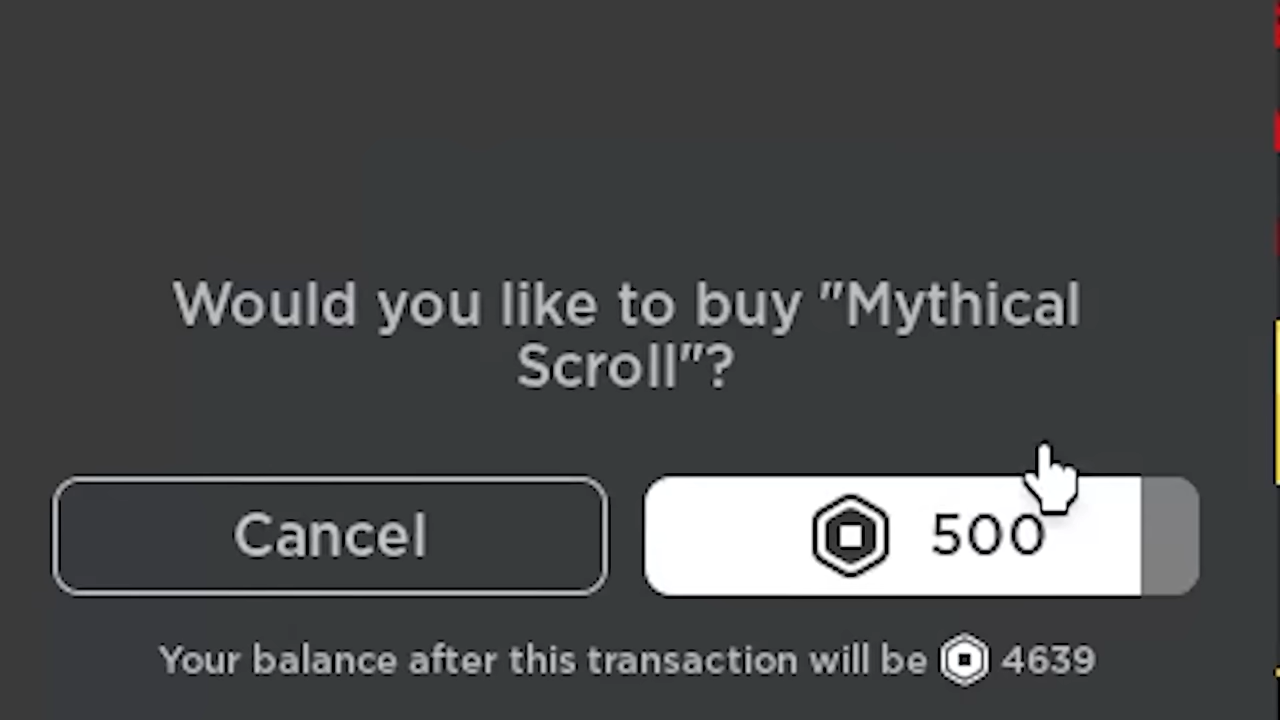 Would you like to buy "Mythical
Scroll"?
Cancel
500
Your balance after this transaction will be 4639